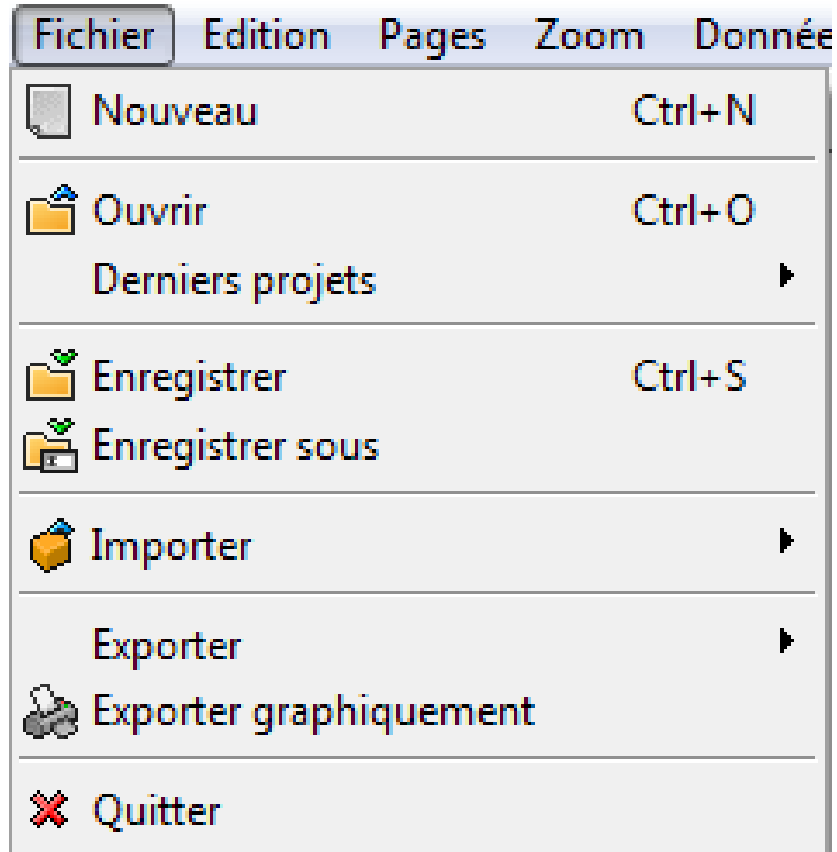 Fichier Edition Pages Zoom Donnée
Nouveau Ctrl+N
Ouvrir Ctrl+O
Derniers projets
Enregistrer Ctrl+S
Enregistrer sous
Importer
Exporter
Exporter graphiquement
Quitter